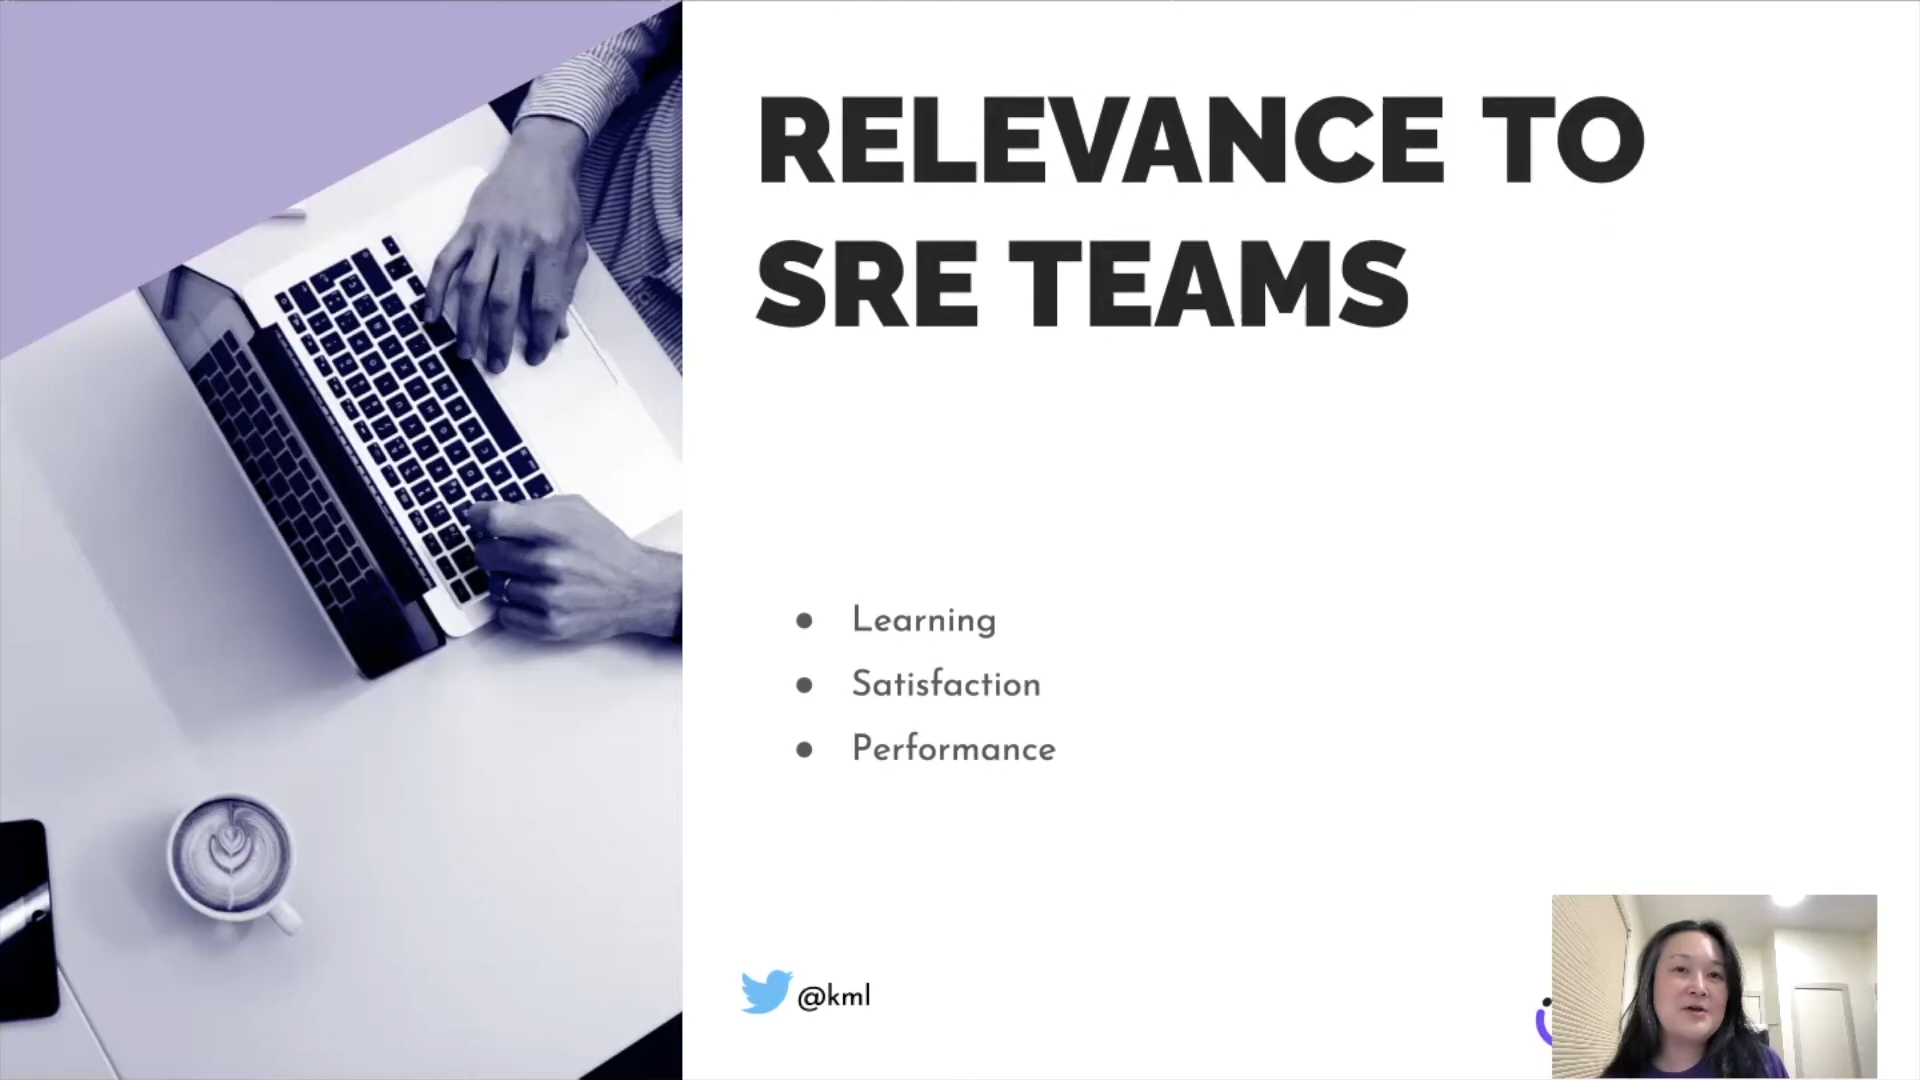 RELEVANCE TO
SRE TEAMS
● Learning
● Satisfaction
● Performance
@kml